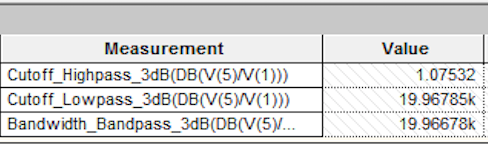 Measurement Value
Cutoff_Highpass_3dB(DB(V(5)/V(1))) 1.07532
Cutoff_Lowpass_3dB(DB(V(5)/V(1))) 19.96785k
Bandwidth_Bandpass_3dB(DB(V(5)/... 19.96678k